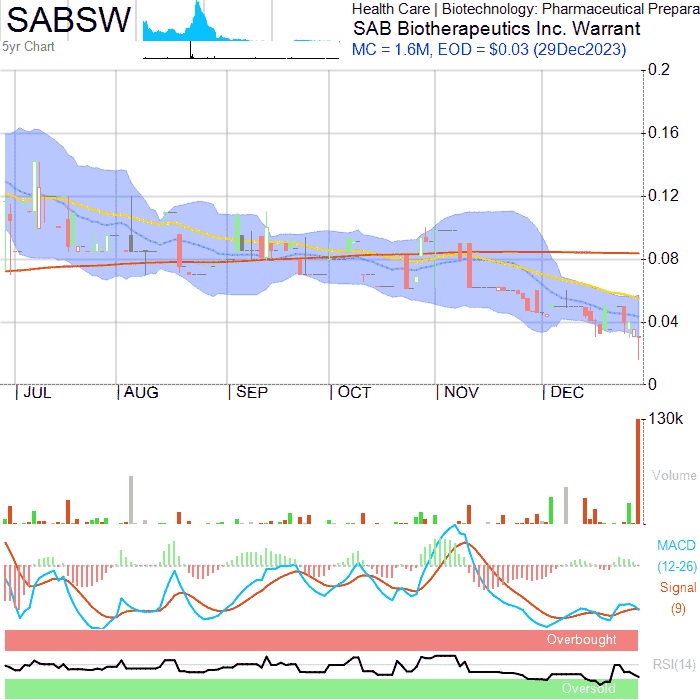 SABSW
5yr Chart
Health Care | Biotechnology: Pharmaceutical Prepara
SAB Biotherapeutics Inc. Warrant
MC = 1.6M, EOD = $0.03 (29Dec2023)
0.2
0.16
0.12
0.08
0.04
0
JUL AUG SEP OCT NOV DEC
130k
Volume
MACD
(12-26)
Signal
(9)
Overbought
RSI(14)
Oversold